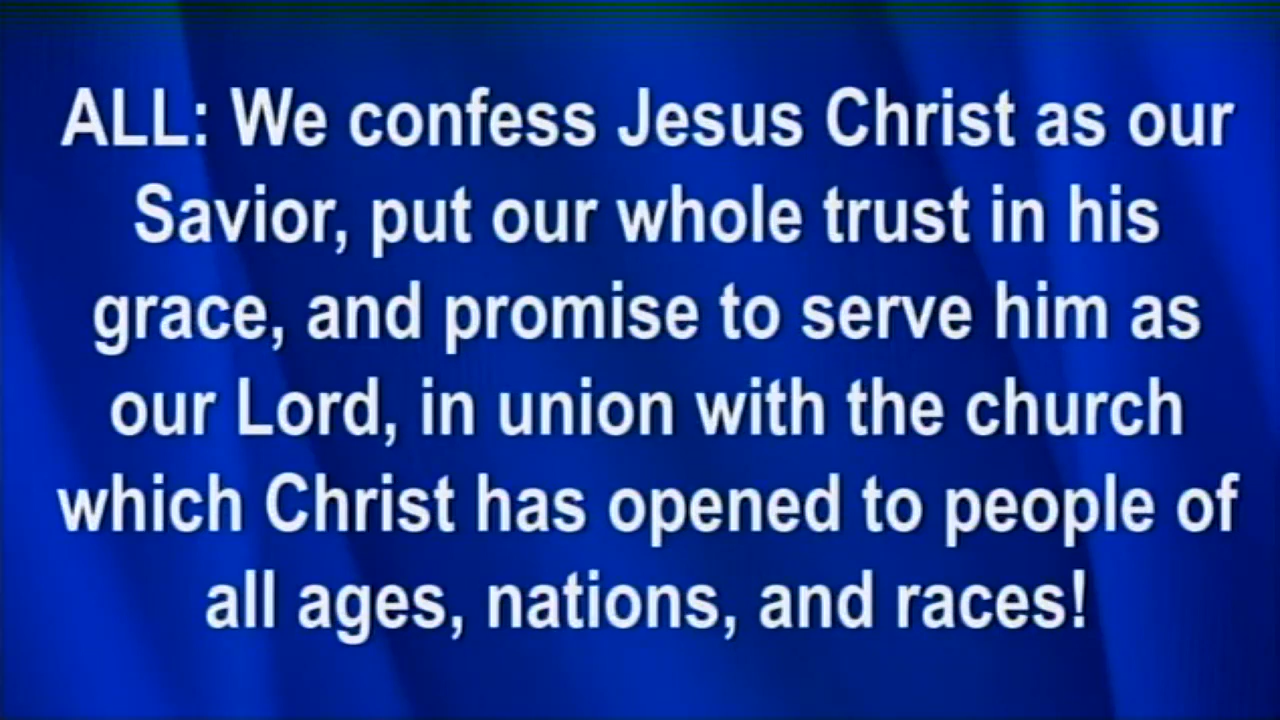 ALL: We confess Jesus Christ as our
Savior, put our whole trust in his
grace, and promise to serve him as
our Lord, in union with the church
which Christ has opened to people of
all ages, nations, and races!